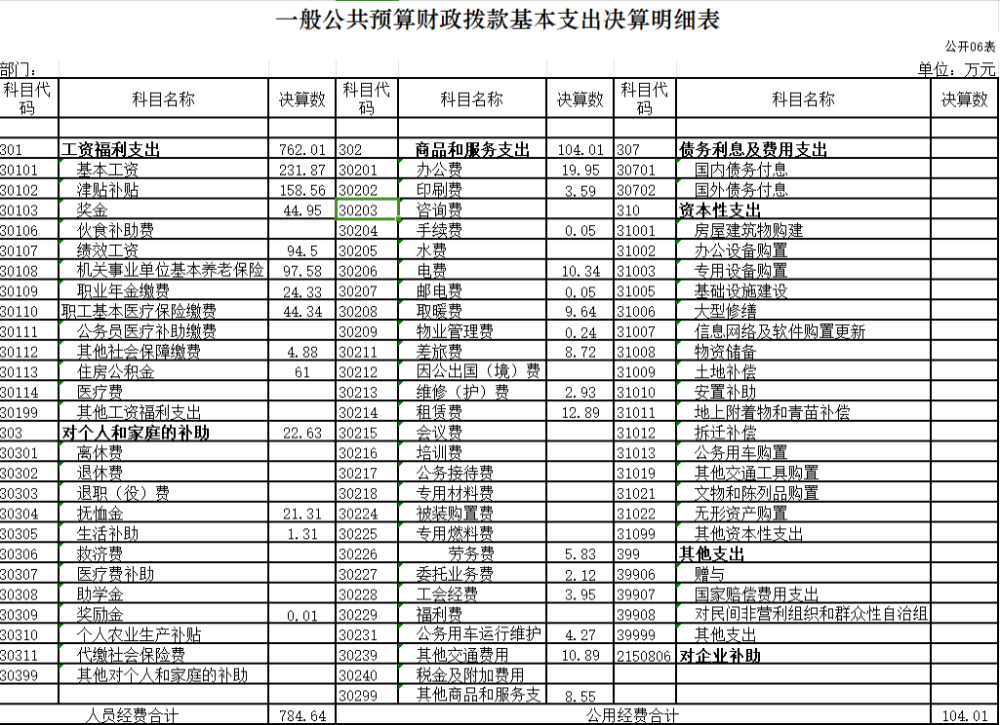 一般公共预算财政拨款基本支出决算明细表
公开06表
部门： 单位：万元
科目代码 科目名称 决算数 科目代码 科目名称 决算数 科目代码 科目名称 决算数
301 工资福利支出 762.01 302 商品和服务支出 104.01 307 债务利息及费用支出
30101 基本工资 231.87 30201 办公费 19.95 30701 国内债务付息
30102 津贴补贴 158.56 30202 印刷费 3.59 30702 国外债务付息
30103 奖金 44.95 30203 咨询费 310 资本性支出
30106 伙食补助费 30204 手续费 0.05 31001 房屋建筑物购建
30107 绩效工资 94.5 30205 水费 31002 办公设备购置
30108 机关事业单位基本养老保险 97.58 30206 电费 10.34 31003 专用设备购置
30109 职业年金缴费 24.33 30207 邮电费 0.05 31005 基础设施建设
30110 职工基本医疗保险缴费 44.34 30208 取暖费 9.64 31006 大型修缮
30111 公务员医疗补助缴费 30209 物业管理费 0.24 31007 信息网络及软件购置更新
30112 其他社会保障缴费 4.88 30211 差旅费 8.72 31008 物资储备
30113 住房公积金 61 30212 因公出国（境）费 31009 土地补偿
30114 医疗费 30213 维修（护）费 2.93 31010 安置补助
30199 其他工资福利支出 30214 租赁费 12.89 31011 地上附着物和青苗补偿
303 对个人和家庭的补助 22.63 30215 会议费 31012 拆迁补偿
30301 离休费 30216 培训费 31013 公务用车购置
30302 退休费 30217 公务接待费 31019 其他交通工具购置
30303 退职（役）费 30218 专用材料费 31021 文物和陈列品购置
30304 抚恤金 21.31 30224 被装购置费 31022 无形资产购置
30305 生活补助 1.31 30225 专用燃料费 31099 其他资本性支出
30306 救济费 30226 劳务费 5.83 399 其他支出
30307 医疗费补助 30227 委托业务费 2.12 39906 赠与
30308 助学金 30228 工会经费 3.95 39907 国家赔偿费用支出
30309 奖励金 0.01 30229 福利费 39908 对民间非营利组织和群众性自治组
30310 个人农业生产补贴 30231 公务用车运行维护 4.27 39999 其他支出
30311 代缴社会保险费 30239 其他交通费用 10.89 2150806 对企业补助
30399 其他对个人和家庭的补助 30240 税金及附加费用
30299 其他商品和服务支 8.55
人员经费合计 784.64 公用经费合计 104.01